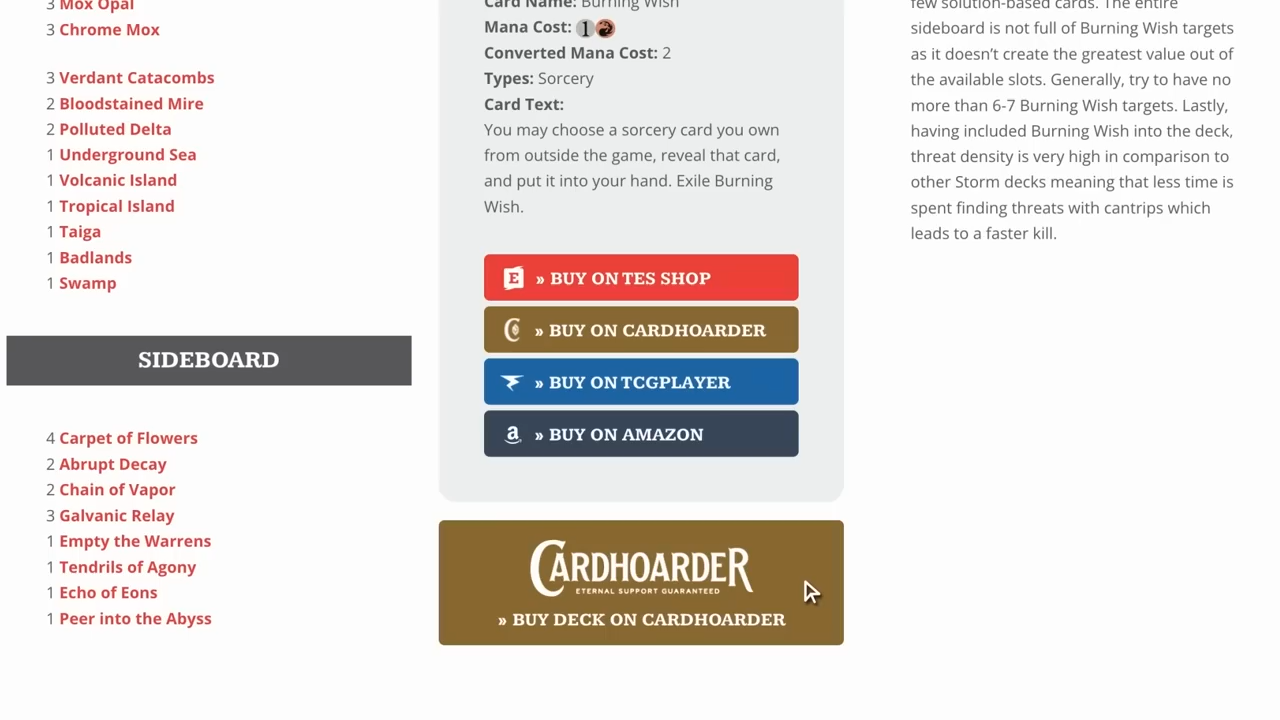 3 Mox Opal
3 Chrome Mox
3 Verdant Catacombs
2 Bloodstained Mire
2 Polluted Delta
1 Underground Sea
1 Volcanic Island
1 Tropical Island
1 Taiga
1 Badlands
1 Swamp
SIDEBOARD
4 Carpet of Flowers
2 Abrupt Decay
2 Chain of Vapor
3 Galvanic Relay
1 Empty the Warrens
1 Tendrils of Agony
1 Echo of Eons
1 Peer into the Abyss
Card Name: Burning Wish
Mana Cost: 1
Converted Mana Cost: 2
Types: Sorcery
Card Text:
You may choose a sorcery card you own
from outside the game, reveal that card,
and put it into your hand. Exile Burning
Wish.
E » BUY ON TES SHOP
C » BUY ON CARDHOARDER
» BUY ON TCGPLAYER
a » BUY ON AMAZON
CARDHOARDER
ETERNAL SUPPORT GUARANTEED
» BUY DECK ON CARDHOARDER
few solution-based cards. The entire
sideboard is not full of Burning Wish targets
as it doesn’t create the greatest value out of
the available slots. Generally, try to have no
more than 6-7 Burning Wish targets. Lastly,
having included Burning Wish into the deck,
threat density is very high in comparison to
other Storm decks meaning that less time is
spent finding threats with cantrips which
leads to a faster kill.